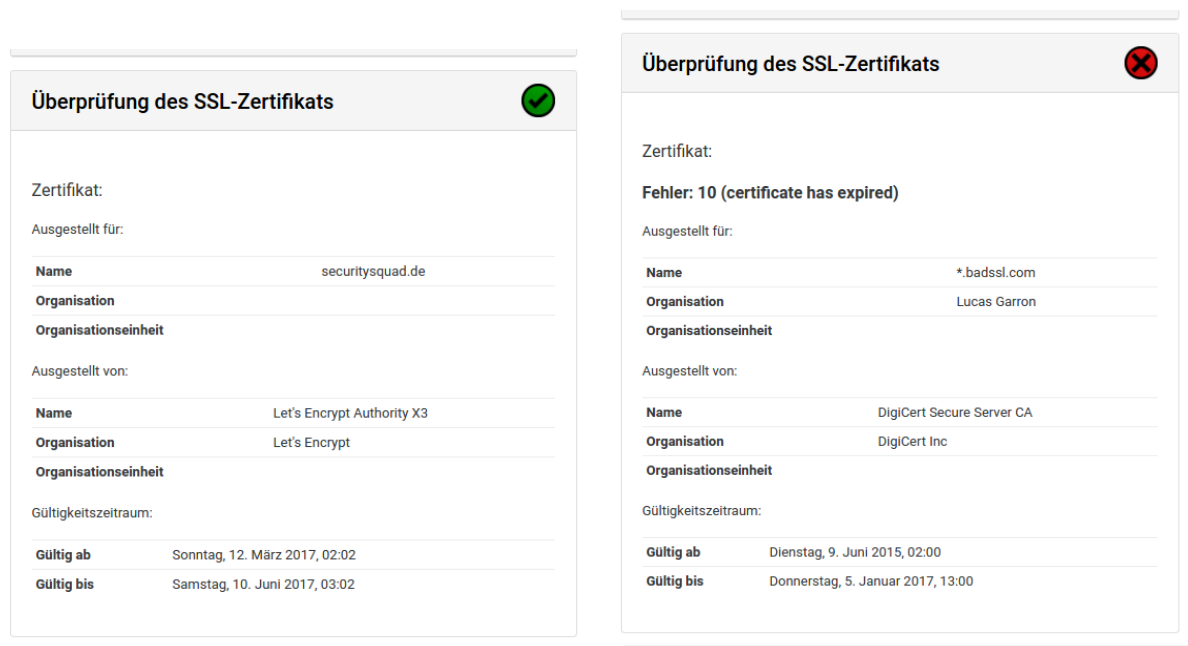 Überprüfung des SSL-Zertifikats
Zertifikat:
Ausgestellt für:
Name securitysquad.de
Organisation
Organisationseinheit
Ausgestellt von:
Name Let's Encrypt Authority X3
Organisation Let's Encrypt
Organisationseinheit
Gültigkeitszeitraum:
Gültig ab Sonntag, 12. März 2017, 02:02
Gültig bis Samstag, 10. Juni 2017, 03:02
Überprüfung des SSL-Zertifikats
Zertifikat:
Fehler: 10 (certificate has expired)
Ausgestellt für:
Name *.badssl.com
Organisation Lucas Garron
Organisationseinheit
Ausgestellt von:
Name DigiCert Secure Server CA
Organisation DigiCert Inc
Organisationseinheit
Gültigkeitszeitraum:
Gültig ab Dienstag, 9. Juni 2015, 02:00
Gültig bis Donnerstag, 5. Januar 2017, 13:00